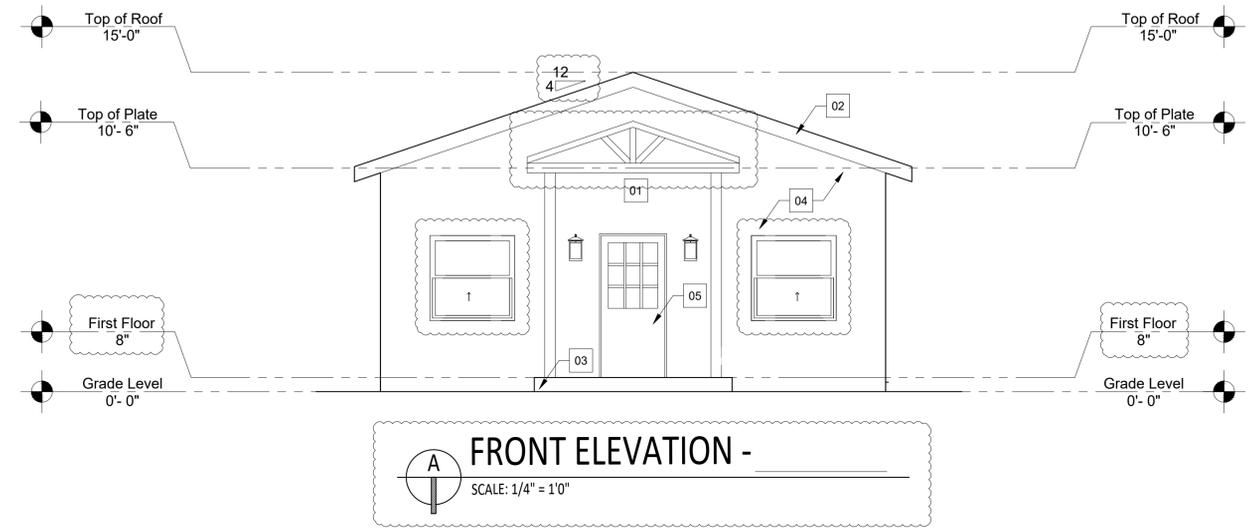 Top of Roof
15'-0"
Top of Roof
15'-0"
12
4
02
Top of Plate
10'- 6"
Top of Plate
10'- 6"
01
04
05
First Floor
8"
First Floor
8"
03
Grade Level
0'- 0"
Grade Level
0'- 0"
A
FRONT ELEVATION -
SCALE: 1/4" = 1'0"